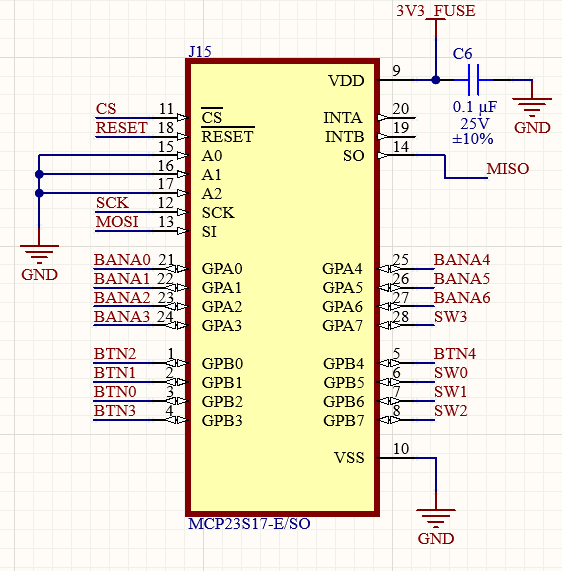 3V3_FUSE
J15
C6
VDD 9
0.1 µF
25V
±10%
GND
CS 11 CS INTA 20
RESET 18 RESET INTB 19
15 A0 SO 14
MISO
16 A1
17 A2
SCK 12 SCK
MOSI 13 SI
GND
BANA0 21 GPA0 GPA4 25 BANA4
BANA1 22 GPA1 GPA5 26 BANA5
BANA2 23 GPA2 GPA6 27 BANA6
BANA3 24 GPA3 GPA7 28 SW3
BTN2 1 GPB0 GPB4 5 BTN4
BTN1 2 GPB1 GPB5 6 SW0
BTN0 3 GPB2 GPB6 7 SW1
BTN3 4 GPB3 GPB7 8 SW2
VSS 10
MCP23S17-E/SO
GND